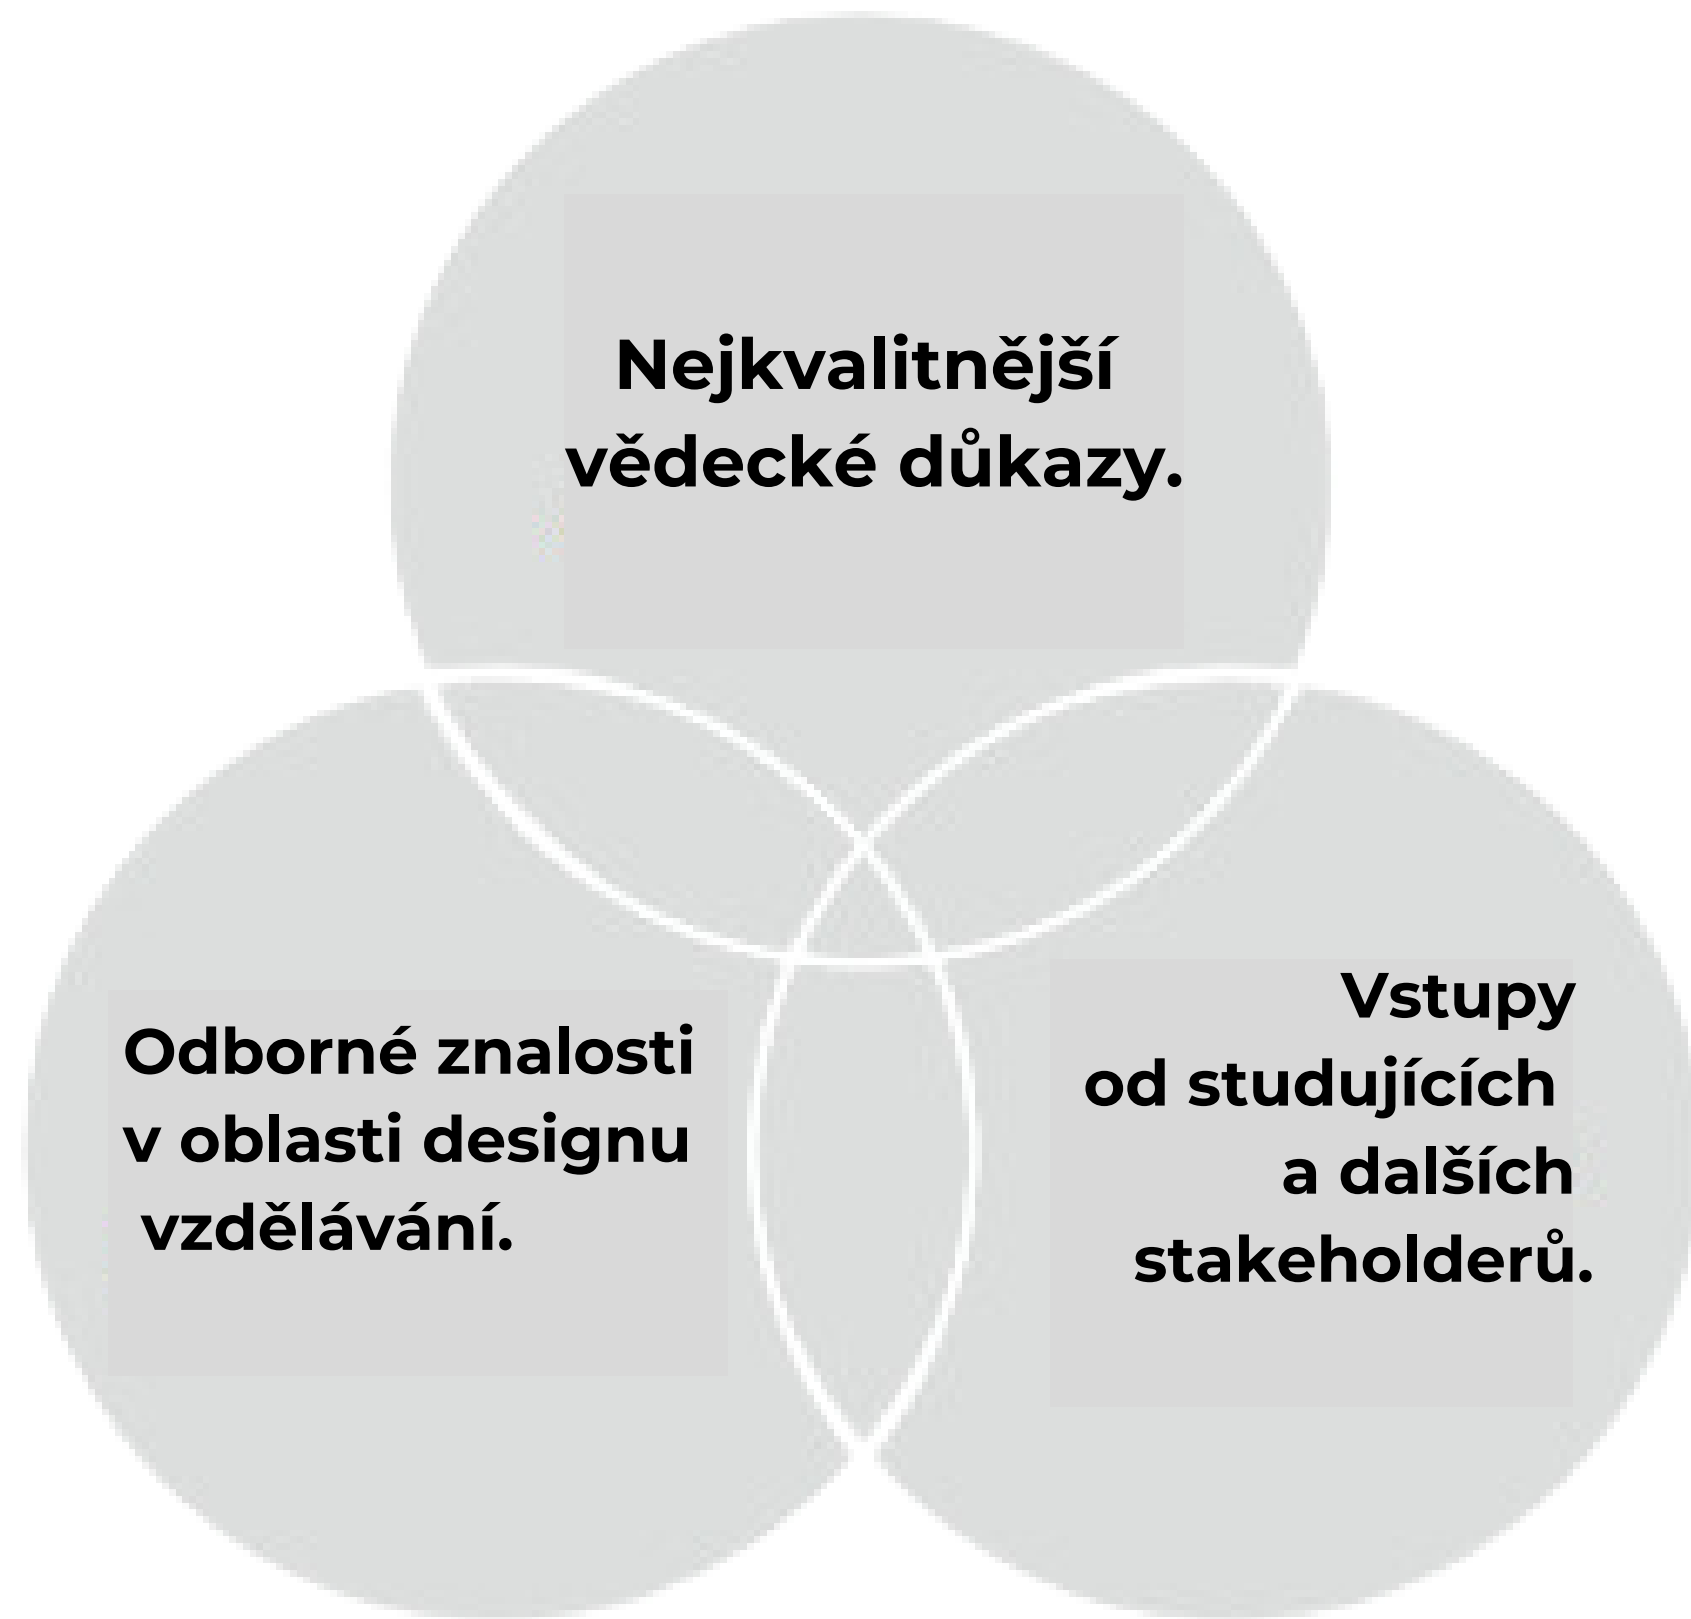 Nejkvalitnější
vědecké důkazy.
Odborné znalosti
v oblasti designu
vzdělávání.
Vstupy
od studujících
a dalších
stakeholderů.